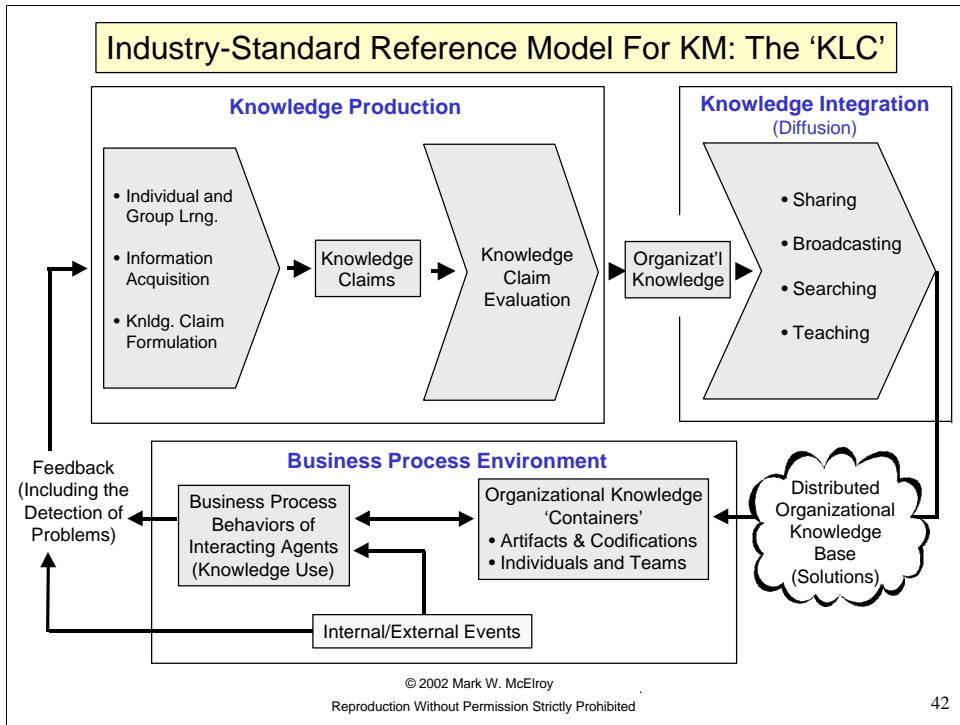 Industry-Standard Reference Model For KM: The ‘KLC’
Knowledge Production
• Individual and
Group Lrng.
• Information
Acquisition
• Knldg. Claim
Formulation
Knowledge
Claims
Knowledge
Claim
Evaluation
Organizat'l
Knowledge
Knowledge Integration
(Diffusion)
• Sharing
• Broadcasting
• Searching
• Teaching
Feedback
(Including the
Detection of
Problems)
Business Process Environment
Business Process
Behaviors of
Interacting Agents
(Knowledge Use)
Organizational Knowledge
‘Containers’
• Artifacts & Codifications
• Individuals and Teams
Internal/External Events
Distributed
Organizational
Knowledge
Base
(Solutions)
© 2002 Mark W. McElroy
Reproduction Without Permission Strictly Prohibited
42